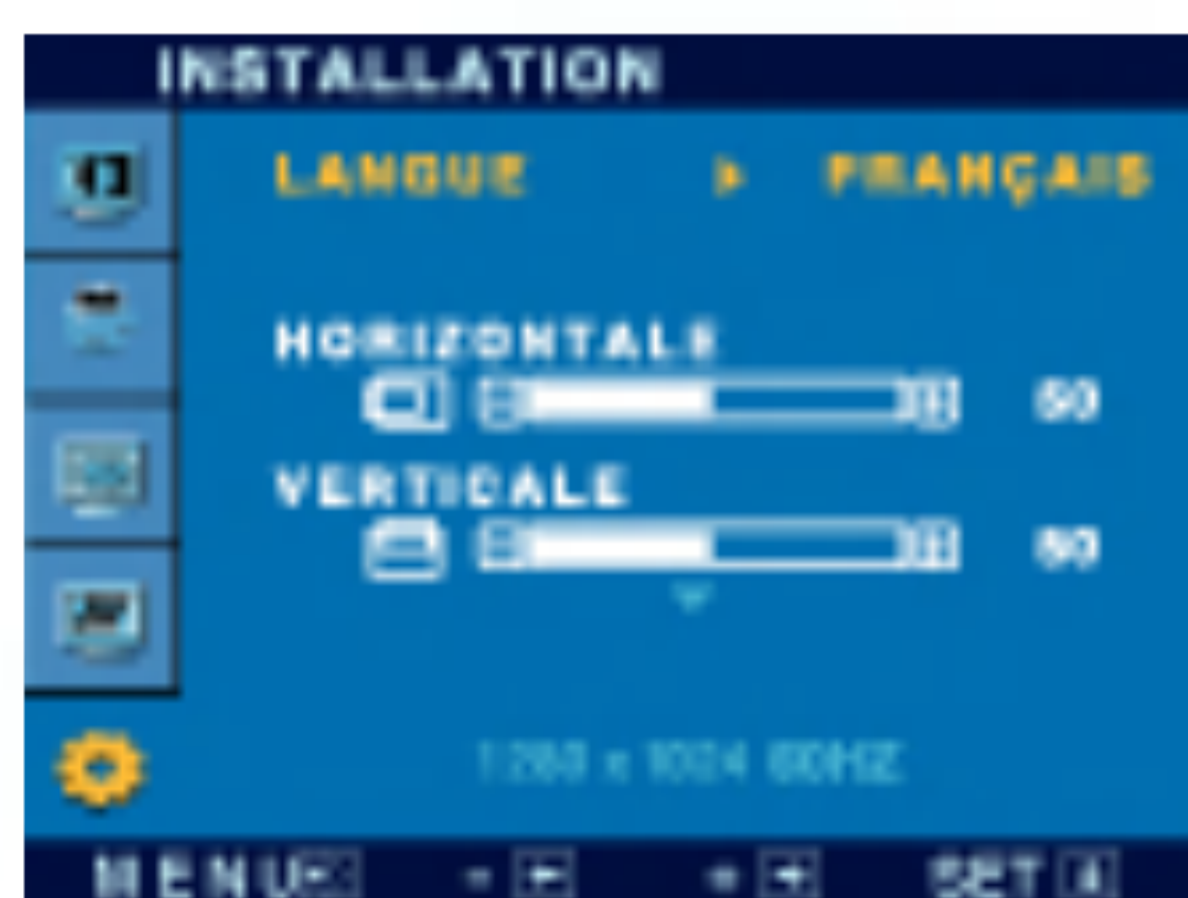 INSTALLATION
LANGUE FRANÇAIS
HORIZONTALE
50
VERTICALE
50
1280 x 1024 60HZ
MENU - + SET